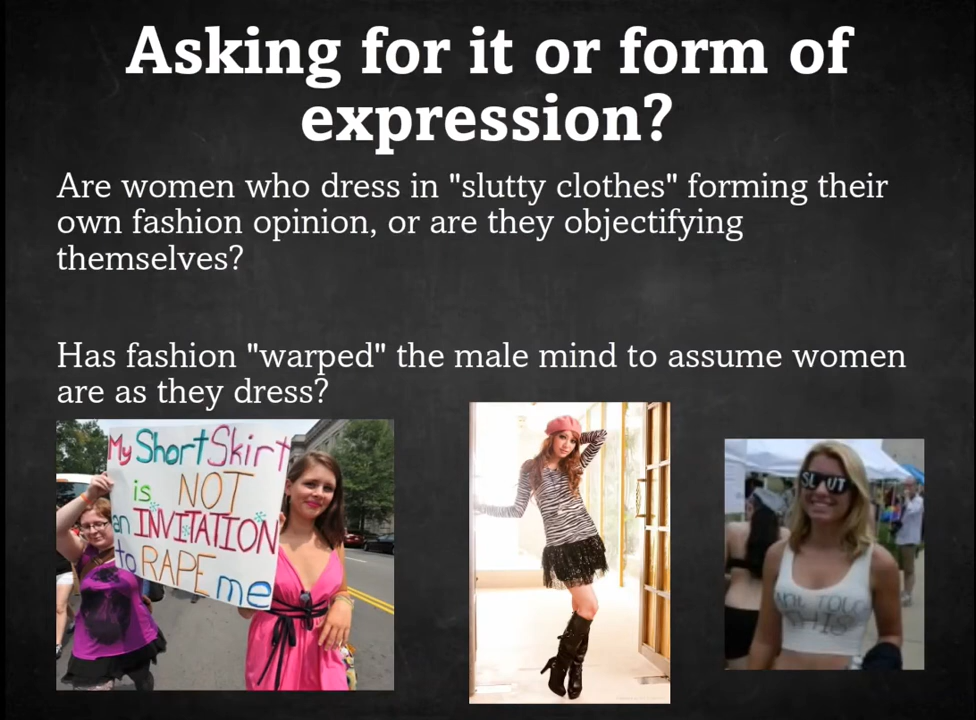 Asking for it or form of
expression?
Are women who dress in "slutty clothes" forming their
own fashion opinion, or are they objectifying
themselves?
Has fashion "warped" the male mind to assume women
are as they dress?
My Short Skirt
is NOT
an INVITATION
to RAPE me
SLUT
THIS